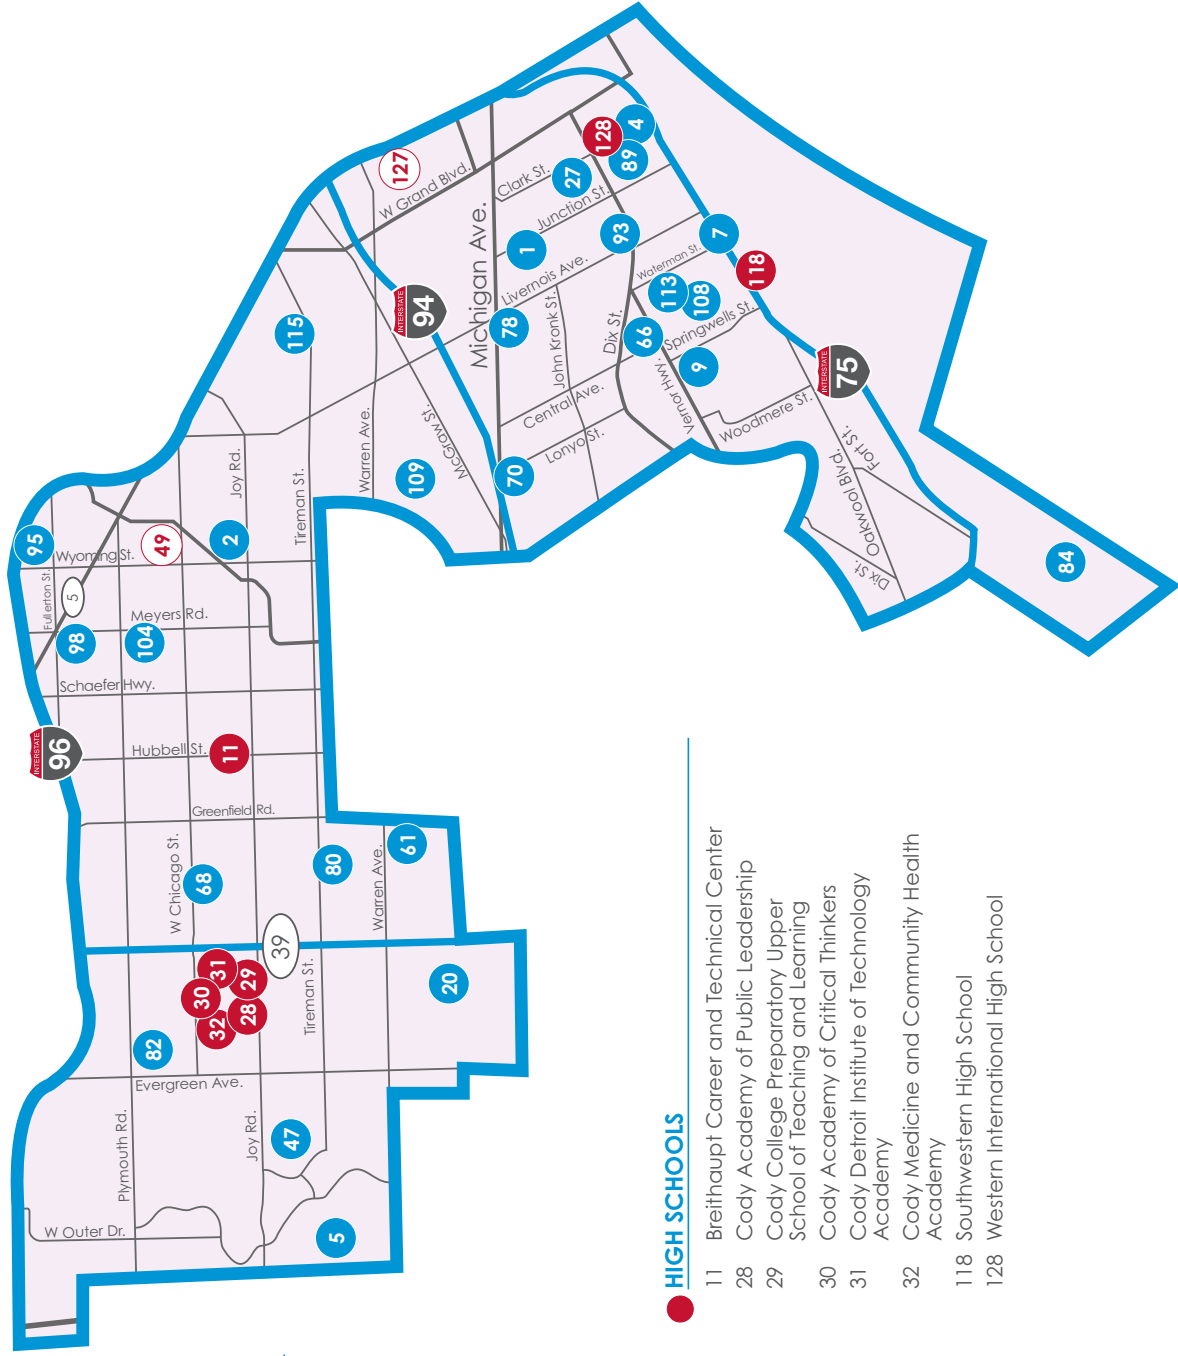 HIGH SCHOOLS
11 Breithaupt Career and Technical Center
28 Cody Academy of Public Leadership
29 Cody College Preparatory Upper
School of Teaching and Learning
30 Cody Academy of Critical Thinkers
31 Cody Detroit Institute of Technology
Academy
32 Cody Medicine and Community Health
Academy
118 Southwestern High School
128 Western International High School
W Outer Dr.
Plymouth Rd.
Joy Rd.
5
47
Evergreen Ave.
82
32
30
31
28
29
Tireman St.
39
20
W Chicago St.
68
80
Warren Ave.
61
Greenfield Rd.
INTERSTATE
96
Hubbell St.
11
Schaefer Hwy.
98
104
Meyers Rd.
Fullerton St.
5
95
Wyoming St.
49
2
Joy Rd.
Tireman St.
Warren Ave.
109
McGraw St.
70
115
INTERSTATE
94
Michigan Ave.
78
Livernois Ave.
1
W Grand Blvd.
127
Clark St.
Junction St.
27
128
4
89
93
John Kronk St.
Central Ave.
Lonyo St.
Dix St.
66
Vernor Hwy.
9
Waterman St.
113
108
Springwells St.
7
118
Woodmere St.
INTERSTATE
75
Fort St.
Oakwool Blvd.
Dix St.
84